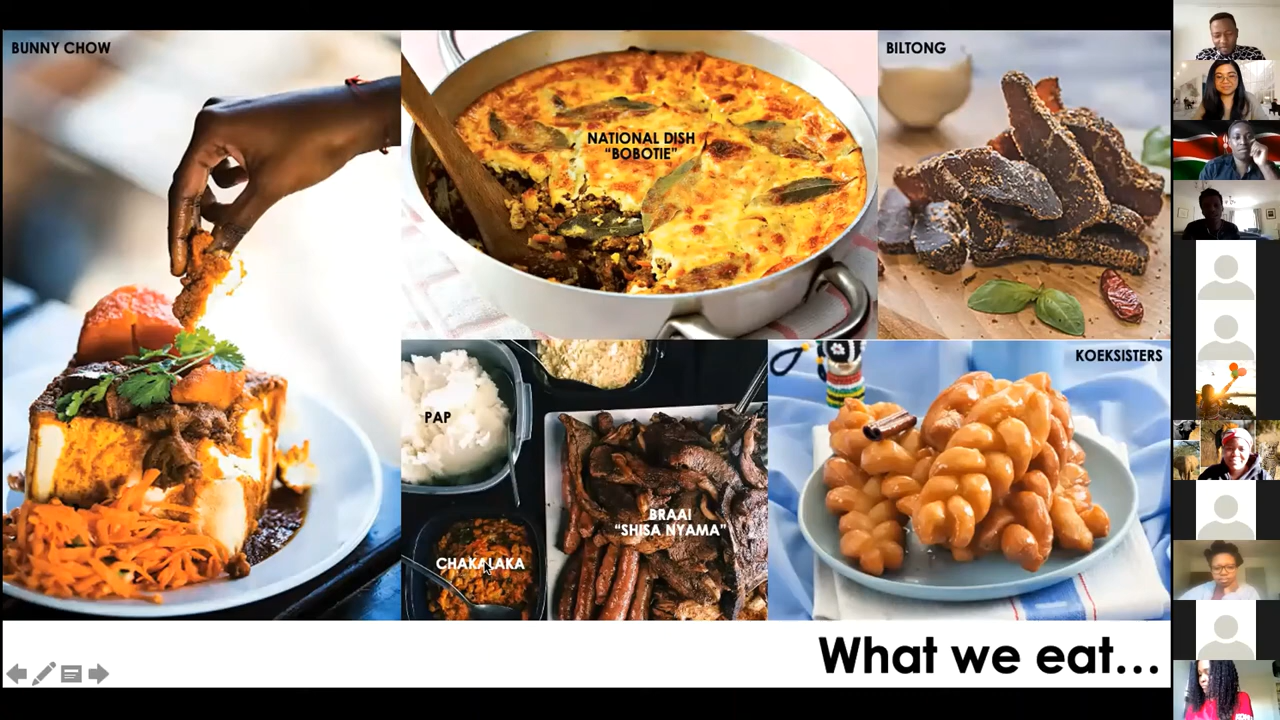 BUNNY CHOW
NATIONAL DISH
“BOBOTIE”
BILTONG
PAP
CHAKALAKA
BRAAI
“SHISA NYAMA”
KOEKSISTERS
What we eat...